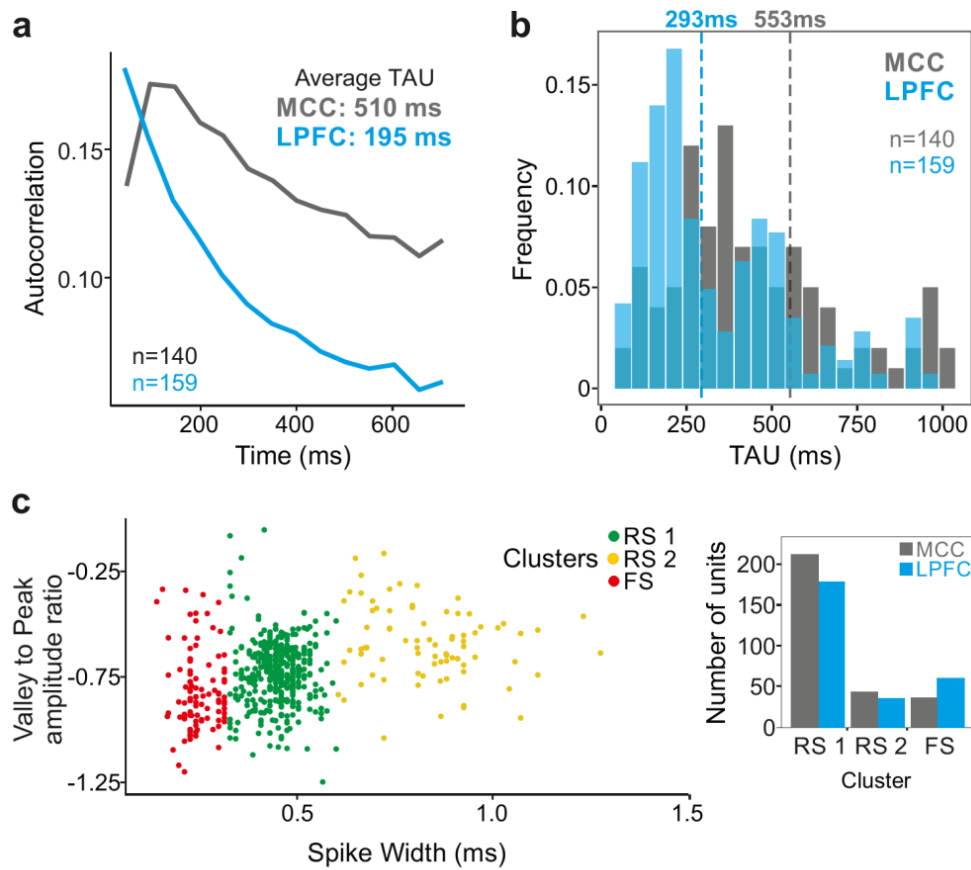 a
Average TAU
MCC: 510 ms
LPFC: 195 ms
0.15
0.10
Autocorrelation
n=140
n=159
200
400
600
Time (ms)
b
293ms
553ms
MCC
LPFC
n=140
n=159
0.15
0.10
0.05
0
Frequency
0
250
500
750
1000
TAU (ms)
c
Valley to Peak
amplitude ratio
-0.25
-0.75
-1.25
Clusters
RS 1
RS 2
FS
0.5
1.0
1.5
Spike Width (ms)
MCC
LPFC
Number of units
200
150
100
50
0
RS 1
RS 2
FS
Cluster